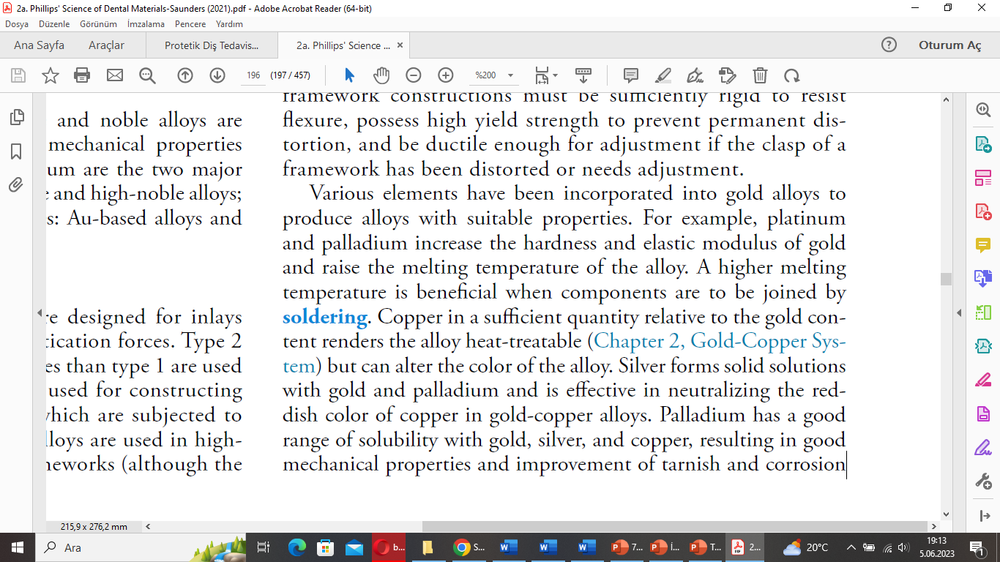 2a. Phillips' Science of Dental Materials-Saunders (2021).pdf - Adobe Acrobat Reader (64-bit)
Dosya Düzenle Görünüm İmzalama Pencere Yardım
Ana Sayfa Araçlar Protetik Diş Tedavis... 2a. Phillips' Science ... × Oturum Aç
196 (197 / 457) %200
and noble alloys are
mechanical properties
um are the two major
e and high-noble alloys;
s: Au-based alloys and
re designed for inlays
tication forces. Type 2
es than type 1 are used
used for constructing
which are subjected to
lloys are used in high-
neworks (although the
framework constructions must be sufficiently rigid to resist
flexure, possess high yield strength to prevent permanent dis-
tortion, and be ductile enough for adjustment if the clasp of a
framework has been distorted or needs adjustment.
Various elements have been incorporated into gold alloys to
produce alloys with suitable properties. For example, platinum
and palladium increase the hardness and elastic modulus of gold
and raise the melting temperature of the alloy. A higher melting
temperature is beneficial when components are to be joined by
soldering. Copper in a sufficient quantity relative to the gold con-
tent renders the alloy heat-treatable (Chapter 2, Gold-Copper Sys-
tem) but can alter the color of the alloy. Silver forms solid solutions
with gold and palladium and is effective in neutralizing the red-
dish color of copper in gold-copper alloys. Palladium has a good
range of solubility with gold, silver, and copper, resulting in good
mechanical properties and improvement of tarnish and corrosion
215,9 x 276,2 mm
Ara b... S... 7... İ... T... 2... 20°C 19:13
5.06.2023 1